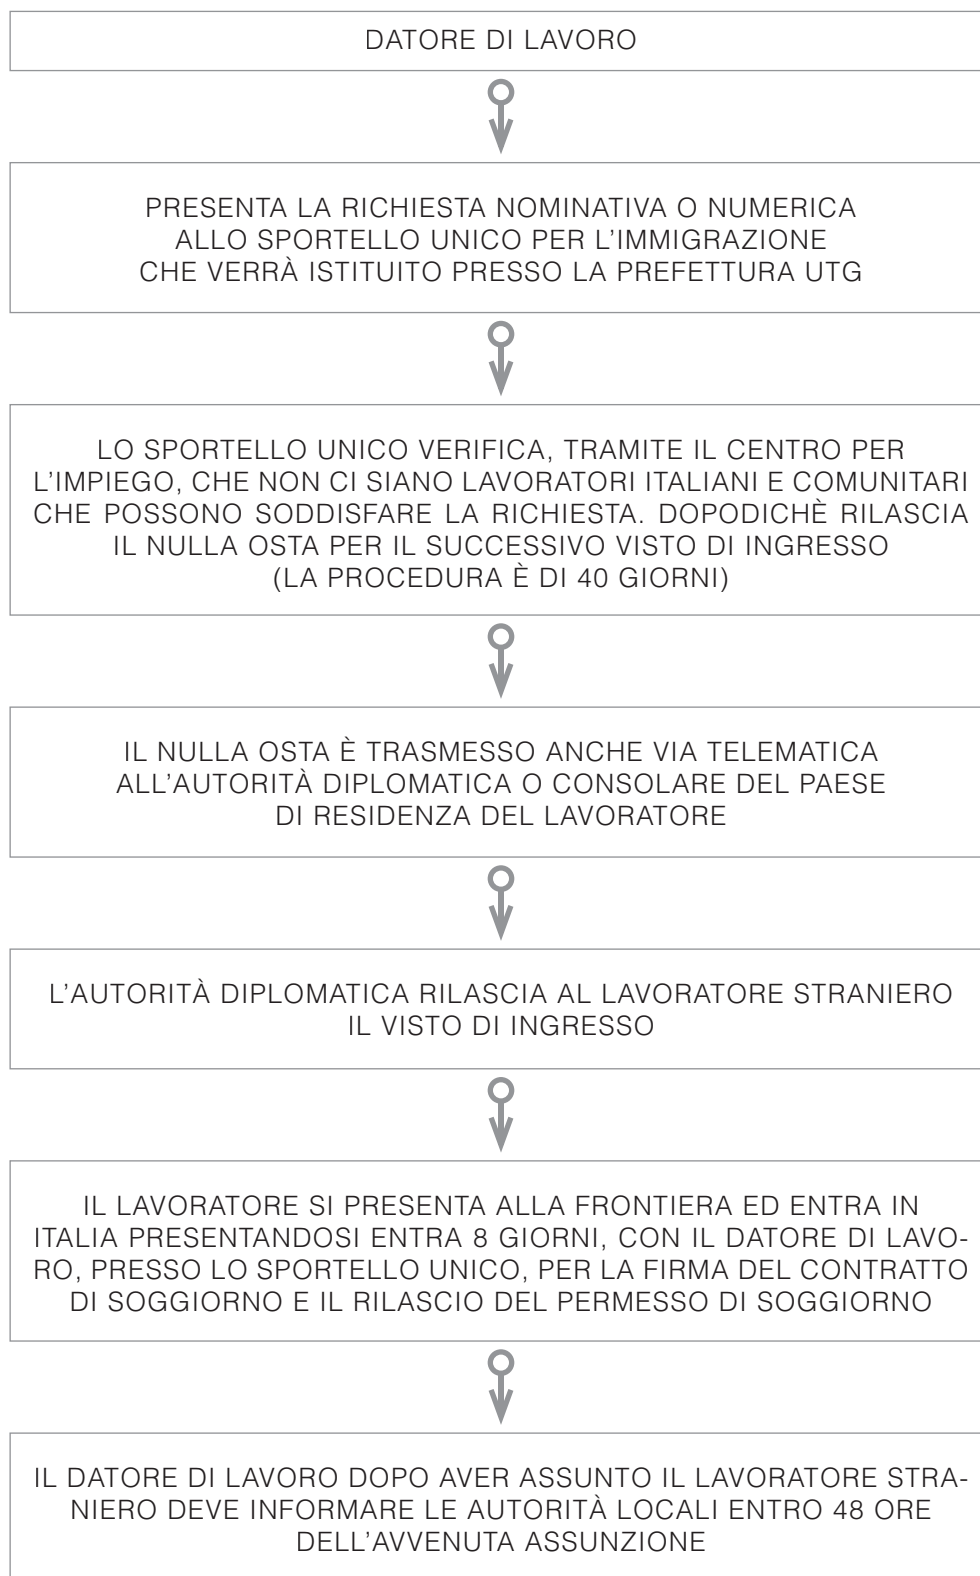 DATORE DI LAVORO
PRESENTA LA RICHIESTA NOMINATIVA O NUMERICA
ALLO SPORTELLO UNICO PER L'IMMIGRAZIONE
CHE VERRÀ ISTITUITO PRESSO LA PREFETTURA UTG
LO SPORTELLO UNICO VERIFICA, TRAMITE IL CENTRO PER
L'IMPIEGO, CHE NON CI SIANO LAVORATORI ITALIANI E COMUNITARI
CHE POSSONO SODDISFARE LA RICHIESTA. DOPODICHÈ RILASCIA
IL NULLA OSTA PER IL SUCCESSIVO VISTO DI INGRESSO
(LA PROCEDURA È DI 40 GIORNI)
IL NULLA OSTA È TRASMESSO ANCHE VIA TELEMATICA
ALL'AUTORITÀ DIPLOMATICA O CONSOLARE DEL PAESE
DI RESIDENZA DEL LAVORATORE
L'AUTORITÀ DIPLOMATICA RILASCIA AL LAVORATORE STRANIERO
IL VISTO DI INGRESSO
IL LAVORATORE SI PRESENTA ALLA FRONTIERA ED ENTRA IN
ITALIA PRESENTANDOSI ENTRA 8 GIORNI, CON IL DATORE DI LAVO-
RO, PRESSO LO SPORTELLO UNICO, PER LA FIRMA DEL CONTRATTO
DI SOGGIORNO E IL RILASCIO DEL PERMESSO DI SOGGIORNO
IL DATORE DI LAVORO DOPO AVER ASSUNTO IL LAVORATORE STRA-
NIERO DEVE INFORMARE LE AUTORITÀ LOCALI ENTRO 48 ORE
DELL'AVVENUTA ASSUNZIONE